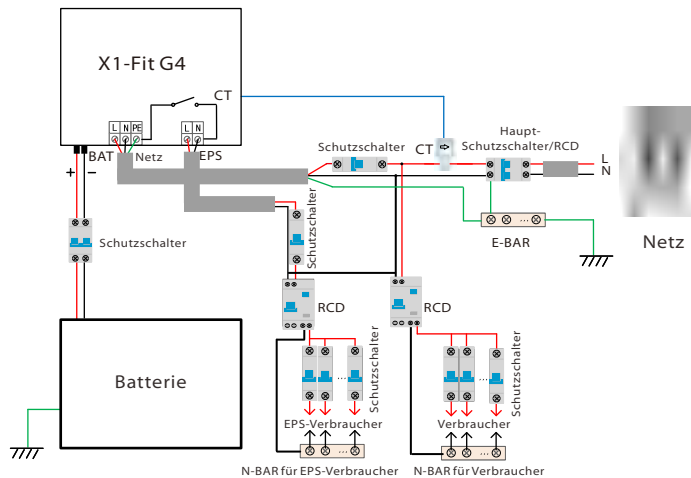 X1-Fit G4
CT
L N PE
L N
BAT
Netz
EPS
+
−
Schutzschalter
CT
Haupt-
Schutzschalter/RCD
L
N
Netz
E-BAR
Schutzschalter
Schutzschalter
RCD
RCD
Batterie
...
Schutzschalter
...
Schutzschalter
EPS-Verbraucher
Verbraucher
...
...
...
N-BAR für EPS-Verbraucher
N-BAR für Verbraucher